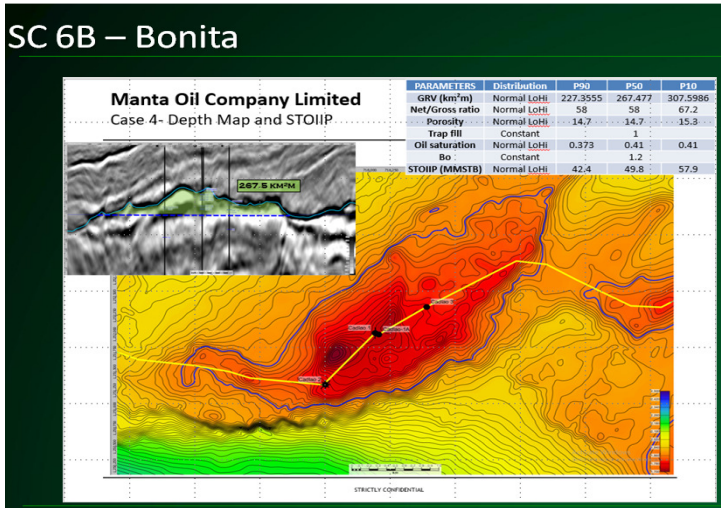 SC 6B – Bonita
Manta Oil Company Limited
Case 4- Depth Map and STOIIP
PARAMETERS Distribution P90 P50 P10
GRV (km²m) Normal LoHi 227.3555 267.477 307.5986
Net/Gross ratio Normal LoHi 58 58 67.2
Porosity Normal LoHi 14.7 14.7 15.3
Trap fill Constant 1
Oil saturation Normal LoHi 0.373 0.41 0.41
Bo Constant 1.2
STOIIP (MMSTB) Normal LoHi 42.4 49.8 57.9
267.5 KM²M
STRICTLY CONFIDENTIAL